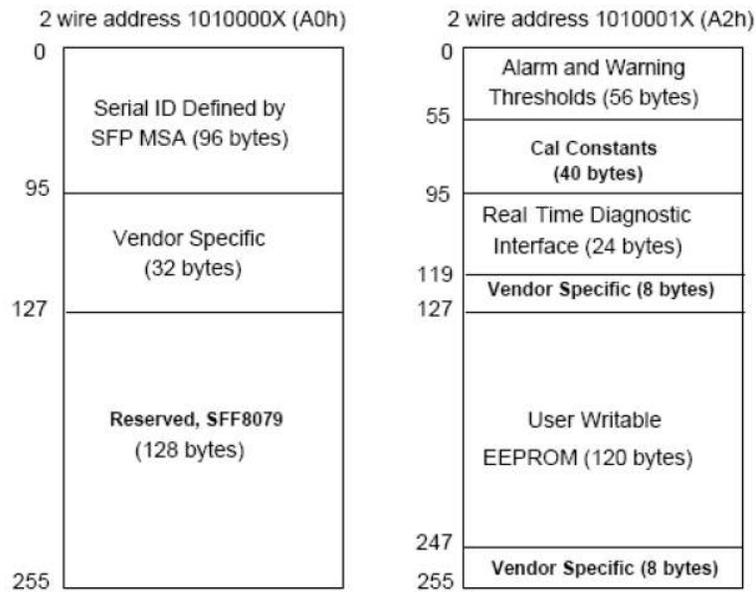 2 wire address 1010000X (A0h)
0
Serial ID Defined by
SFP MSA (96 bytes)
95
Vendor Specific
(32 bytes)
127
Reserved, SFF8079
(128 bytes)
255
2 wire address 1010001X (A2h)
0
Alarm and Warning
Thresholds (56 bytes)
55
Cal Constants
(40 bytes)
95
Real Time Diagnostic
Interface (24 bytes)
119
Vendor Specific (8 bytes)
127
User Writable
EEPROM (120 bytes)
247
Vendor Specific (8 bytes)
255